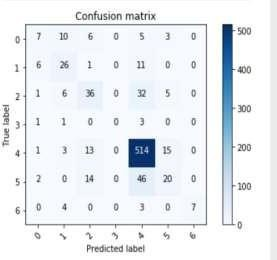 Confusion matrix
0 7 10 6 0 5 3 0
1 6 26 1 0 11 0 0
2 1 6 36 0 32 5 0
3 1 1 0 0 3 0 0
4 1 3 13 0 514 15 0
5 2 0 14 0 46 20 0
6 0 4 0 0 3 0 7
0 1 2 3 4 5 6
True label
Predicted label
500
400
300
200
100
0